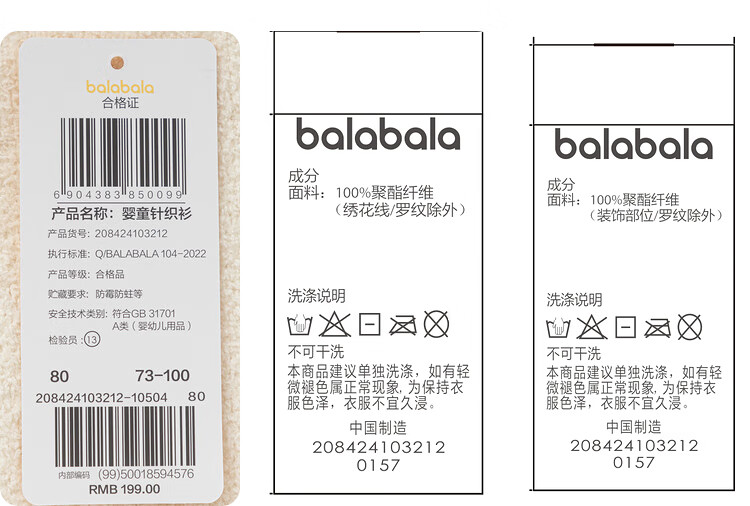 balabala
合格证
6 904383 850099
产品名称：婴童针织衫
产品货号：208424103212
执行标准：Q/BALABALA 104-2022
产品等级：合格品
贮藏要求：防霉防蛀等
安全技术类别：符合GB 31701
A类（婴幼儿用品）
检验员：13
80 73-100
208424103212-10504 80
内部编码 (99)50018594576
RMB 199.00
balabala
成分
面料：100%聚酯纤维
（绣花线/罗纹除外）
洗涤说明
不可干洗
本商品建议单独洗涤，如有轻
微褪色属正常现象,为保持衣
服色泽，衣服不宜久浸。
中国制造
208424103212
0157
balabala
成分
面料：100%聚酯纤维
（装饰部位/罗纹除外）
洗涤说明
不可干洗
本商品建议单独洗涤，如有轻
微褪色属正常现象,为保持衣
服色泽，衣服不宜久浸。
中国制造
208424103212
0157